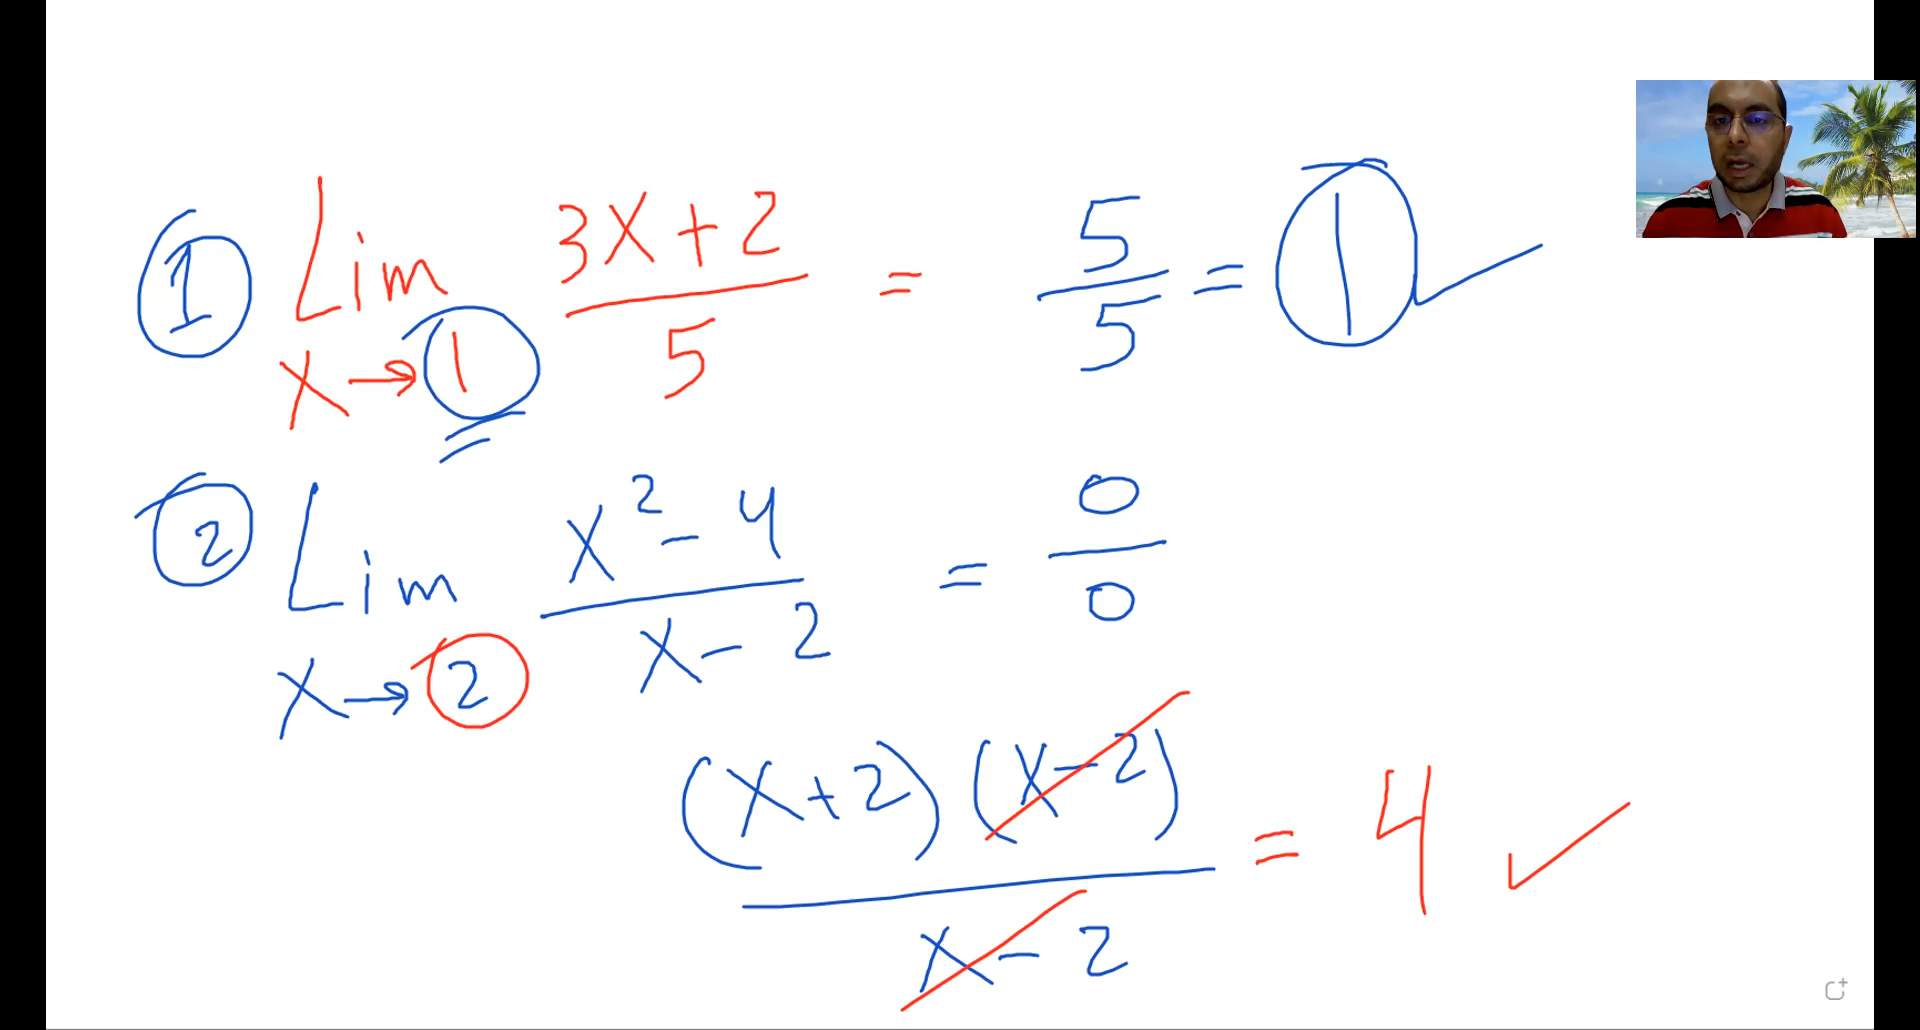 ① Lim x→1 (3x+2)/5 = 5/5 = 1 ✓
② Lim x→2 (x²-4)/(x-2) = 0/0
(x+2)(x-2)/(x-2) = 4 ✓